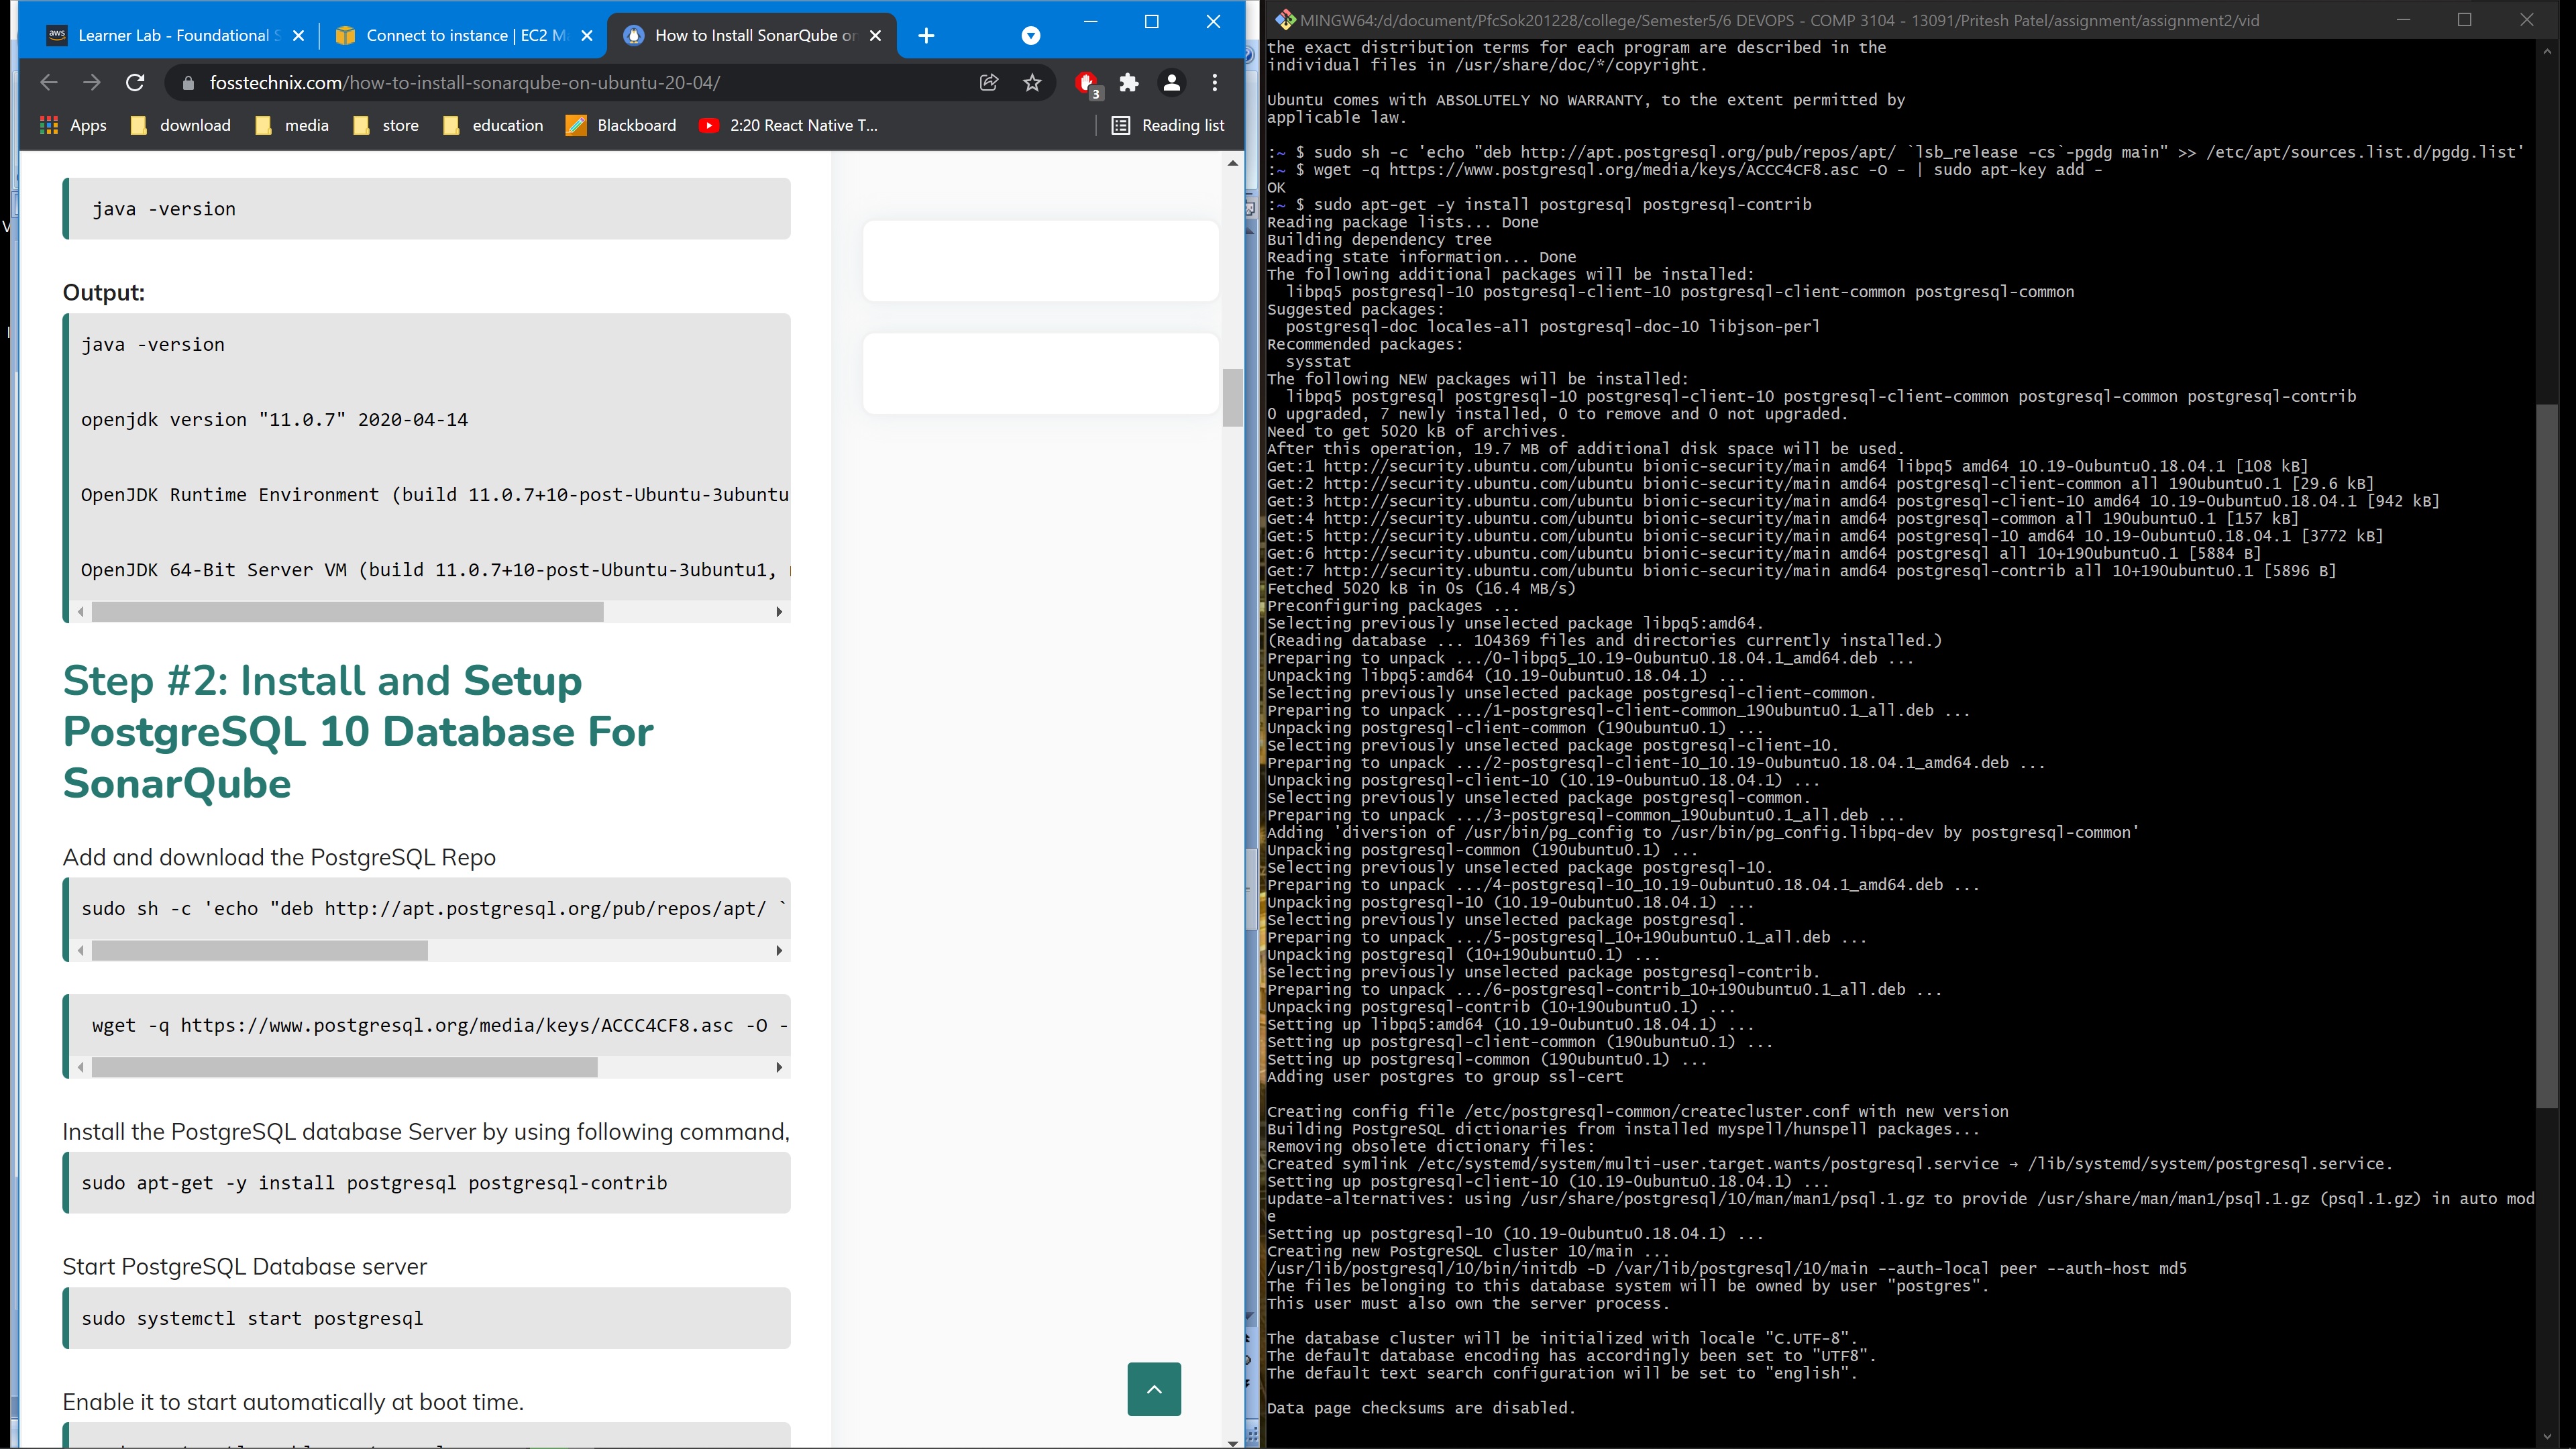 Learner Lab - Foundational S
Connect to instance | EC2 M
How to Install SonarQube on
fosstechnix.com/how-to-install-sonarqube-on-ubuntu-20-04/
3
Apps
download
media
store
education
Blackboard
2:20 React Native T...
Reading list
java -version
Output:
java -version
openjdk version "11.0.7" 2020-04-14
OpenJDK Runtime Environment (build 11.0.7+10-post-Ubuntu-3ubuntu
OpenJDK 64-Bit Server VM (build 11.0.7+10-post-Ubuntu-3ubuntu1,
Step #2: Install and Setup
PostgreSQL 10 Database For
SonarQube
Add and download the PostgreSQL Repo
sudo sh -c 'echo "deb http://apt.postgresql.org/pub/repos/apt/ `
wget -q https://www.postgresql.org/media/keys/ACCC4CF8.asc -O -
Install the PostgreSQL database Server by using following command,
sudo apt-get -y install postgresql postgresql-contrib
Start PostgreSQL Database server
sudo systemctl start postgresql
Enable it to start automatically at boot time.
MINGW64:/d/document/PfcSok201228/college/Semester5/6 DEVOPS - COMP 3104 - 13091/Pritesh Patel/assignment/assignment2/vid
the exact distribution terms for each program are described in the
individual files in /usr/share/doc/*/copyright.
Ubuntu comes with ABSOLUTELY NO WARRANTY, to the extent permitted by
applicable law.
:~ $ sudo sh -c 'echo "deb http://apt.postgresql.org/pub/repos/apt/ `lsb_release -cs`-pgdg main" >> /etc/apt/sources.list.d/pgdg.list'
:~ $ wget -q https://www.postgresql.org/media/keys/ACCC4CF8.asc -O - | sudo apt-key add -
OK
:~ $ sudo apt-get -y install postgresql postgresql-contrib
Reading package lists... Done
Building dependency tree
Reading state information... Done
The following additional packages will be installed:
libpq5 postgresql-10 postgresql-client-10 postgresql-client-common postgresql-common
Suggested packages:
postgresql-doc locales-all postgresql-doc-10 libjson-perl
Recommended packages:
sysstat
The following NEW packages will be installed:
libpq5 postgresql postgresql-10 postgresql-client-10 postgresql-client-common postgresql-common postgresql-contrib
0 upgraded, 7 newly installed, 0 to remove and 0 not upgraded.
Need to get 5020 kB of archives.
After this operation, 19.7 MB of additional disk space will be used.
Get:1 http://security.ubuntu.com/ubuntu bionic-security/main amd64 libpq5 amd64 10.19-0ubuntu0.18.04.1 [108 kB]
Get:2 http://security.ubuntu.com/ubuntu bionic-security/main amd64 postgresql-client-common all 190ubuntu0.1 [29.6 kB]
Get:3 http://security.ubuntu.com/ubuntu bionic-security/main amd64 postgresql-client-10 amd64 10.19-0ubuntu0.18.04.1 [942 kB]
Get:4 http://security.ubuntu.com/ubuntu bionic-security/main amd64 postgresql-common all 190ubuntu0.1 [157 kB]
Get:5 http://security.ubuntu.com/ubuntu bionic-security/main amd64 postgresql-10 amd64 10.19-0ubuntu0.18.04.1 [3772 kB]
Get:6 http://security.ubuntu.com/ubuntu bionic-security/main amd64 postgresql all 10+190ubuntu0.1 [5884 B]
Get:7 http://security.ubuntu.com/ubuntu bionic-security/main amd64 postgresql-contrib all 10+190ubuntu0.1 [5896 B]
Fetched 5020 kB in 0s (16.4 MB/s)
Preconfiguring packages ...
Selecting previously unselected package libpq5:amd64.
(Reading database ... 104369 files and directories currently installed.)
Preparing to unpack .../0-libpq5_10.19-0ubuntu0.18.04.1_amd64.deb ...
Unpacking libpq5:amd64 (10.19-0ubuntu0.18.04.1) ...
Selecting previously unselected package postgresql-client-common.
Preparing to unpack .../1-postgresql-client-common_190ubuntu0.1_all.deb ...
Unpacking postgresql-client-common (190ubuntu0.1) ...
Selecting previously unselected package postgresql-client-10.
Preparing to unpack .../2-postgresql-client-10_10.19-0ubuntu0.18.04.1_amd64.deb ...
Unpacking postgresql-client-10 (10.19-0ubuntu0.18.04.1) ...
Selecting previously unselected package postgresql-common.
Preparing to unpack .../3-postgresql-common_190ubuntu0.1_all.deb ...
Adding 'diversion of /usr/bin/pg_config to /usr/bin/pg_config.libpq-dev by postgresql-common'
Unpacking postgresql-common (190ubuntu0.1) ...
Selecting previously unselected package postgresql-10.
Preparing to unpack .../4-postgresql-10_10.19-0ubuntu0.18.04.1_amd64.deb ...
Unpacking postgresql-10 (10.19-0ubuntu0.18.04.1) ...
Selecting previously unselected package postgresql.
Preparing to unpack .../5-postgresql_10+190ubuntu0.1_all.deb ...
Unpacking postgresql (10+190ubuntu0.1) ...
Selecting previously unselected package postgresql-contrib.
Preparing to unpack .../6-postgresql-contrib_10+190ubuntu0.1_all.deb ...
Unpacking postgresql-contrib (10+190ubuntu0.1) ...
Setting up libpq5:amd64 (10.19-0ubuntu0.18.04.1) ...
Setting up postgresql-client-common (190ubuntu0.1) ...
Setting up postgresql-common (190ubuntu0.1) ...
Adding user postgres to group ssl-cert
Creating config file /etc/postgresql-common/createcluster.conf with new version
Building PostgreSQL dictionaries from installed myspell/hunspell packages...
Removing obsolete dictionary files:
Created symlink /etc/systemd/system/multi-user.target.wants/postgresql.service → /lib/systemd/system/postgresql.service.
Setting up postgresql-client-10 (10.19-0ubuntu0.18.04.1) ...
update-alternatives: using /usr/share/postgresql/10/man/man1/psql.1.gz to provide /usr/share/man/man1/psql.1.gz (psql.1.gz) in auto mod
e
Setting up postgresql-10 (10.19-0ubuntu0.18.04.1) ...
Creating new PostgreSQL cluster 10/main ...
/usr/lib/postgresql/10/bin/initdb -D /var/lib/postgresql/10/main --auth-local peer --auth-host md5
The files belonging to this database system will be owned by user "postgres".
This user must also own the server process.
The database cluster will be initialized with locale "C.UTF-8".
The default database encoding has accordingly been set to "UTF8".
The default text search configuration will be set to "english".
Data page checksums are disabled.